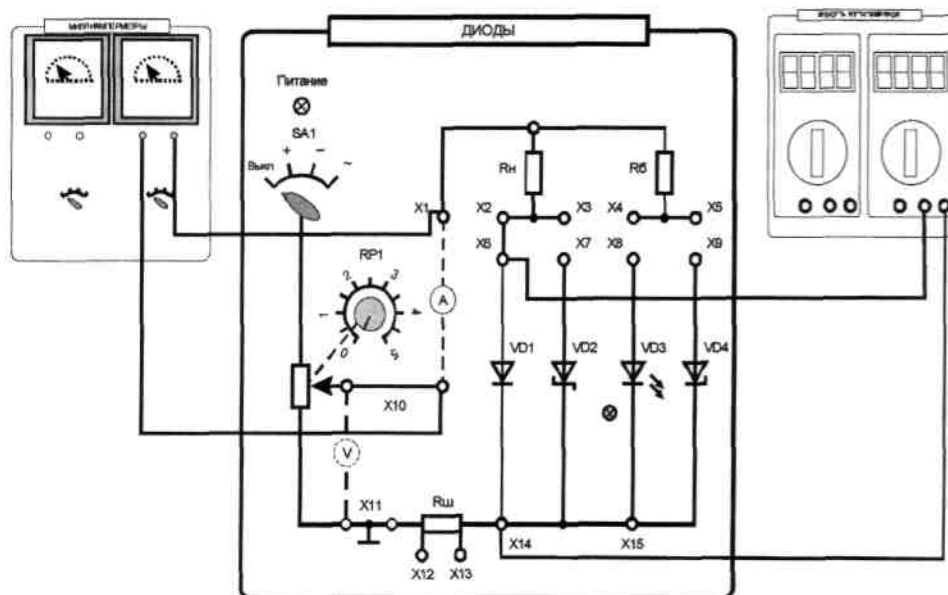 МИЛЛИАМПЕРМЕТРЫ
ДИОДЫ
Питание
SA1
Выкл + − ~
Rн Rб
X1 X2 X3 X4 X5
X6 X7 X8 X9
RP1
0 1 2 3 4 5
A
VD1 VD2 VD3 VD4
X10
V
X11 Rш
X14 X15
X12 X13